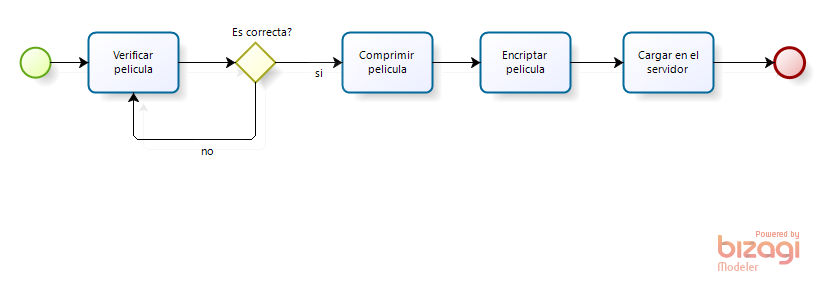 Es correcta?
Verificar
pelicula
Comprimir
pelicula
Encriptar
pelicula
Cargar en el
servidor
si
no
Powered by
bizagi
Modeler